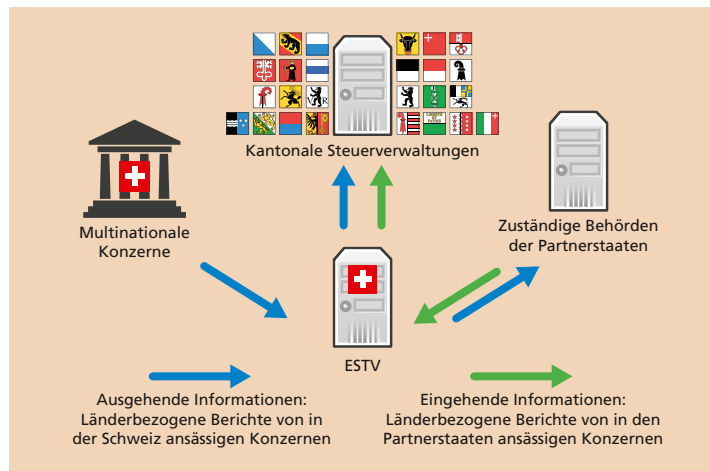 Kantonale Steuerverwaltungen
Multinationale
Konzerne
Zuständige Behörden
der Partnerstaaten
ESTV
Ausgehende Informationen:
Länderbezogene Berichte von in
der Schweiz ansässigen Konzernen
Eingehende Informationen:
Länderbezogene Berichte von in den
Partnerstaaten ansässigen Konzernen